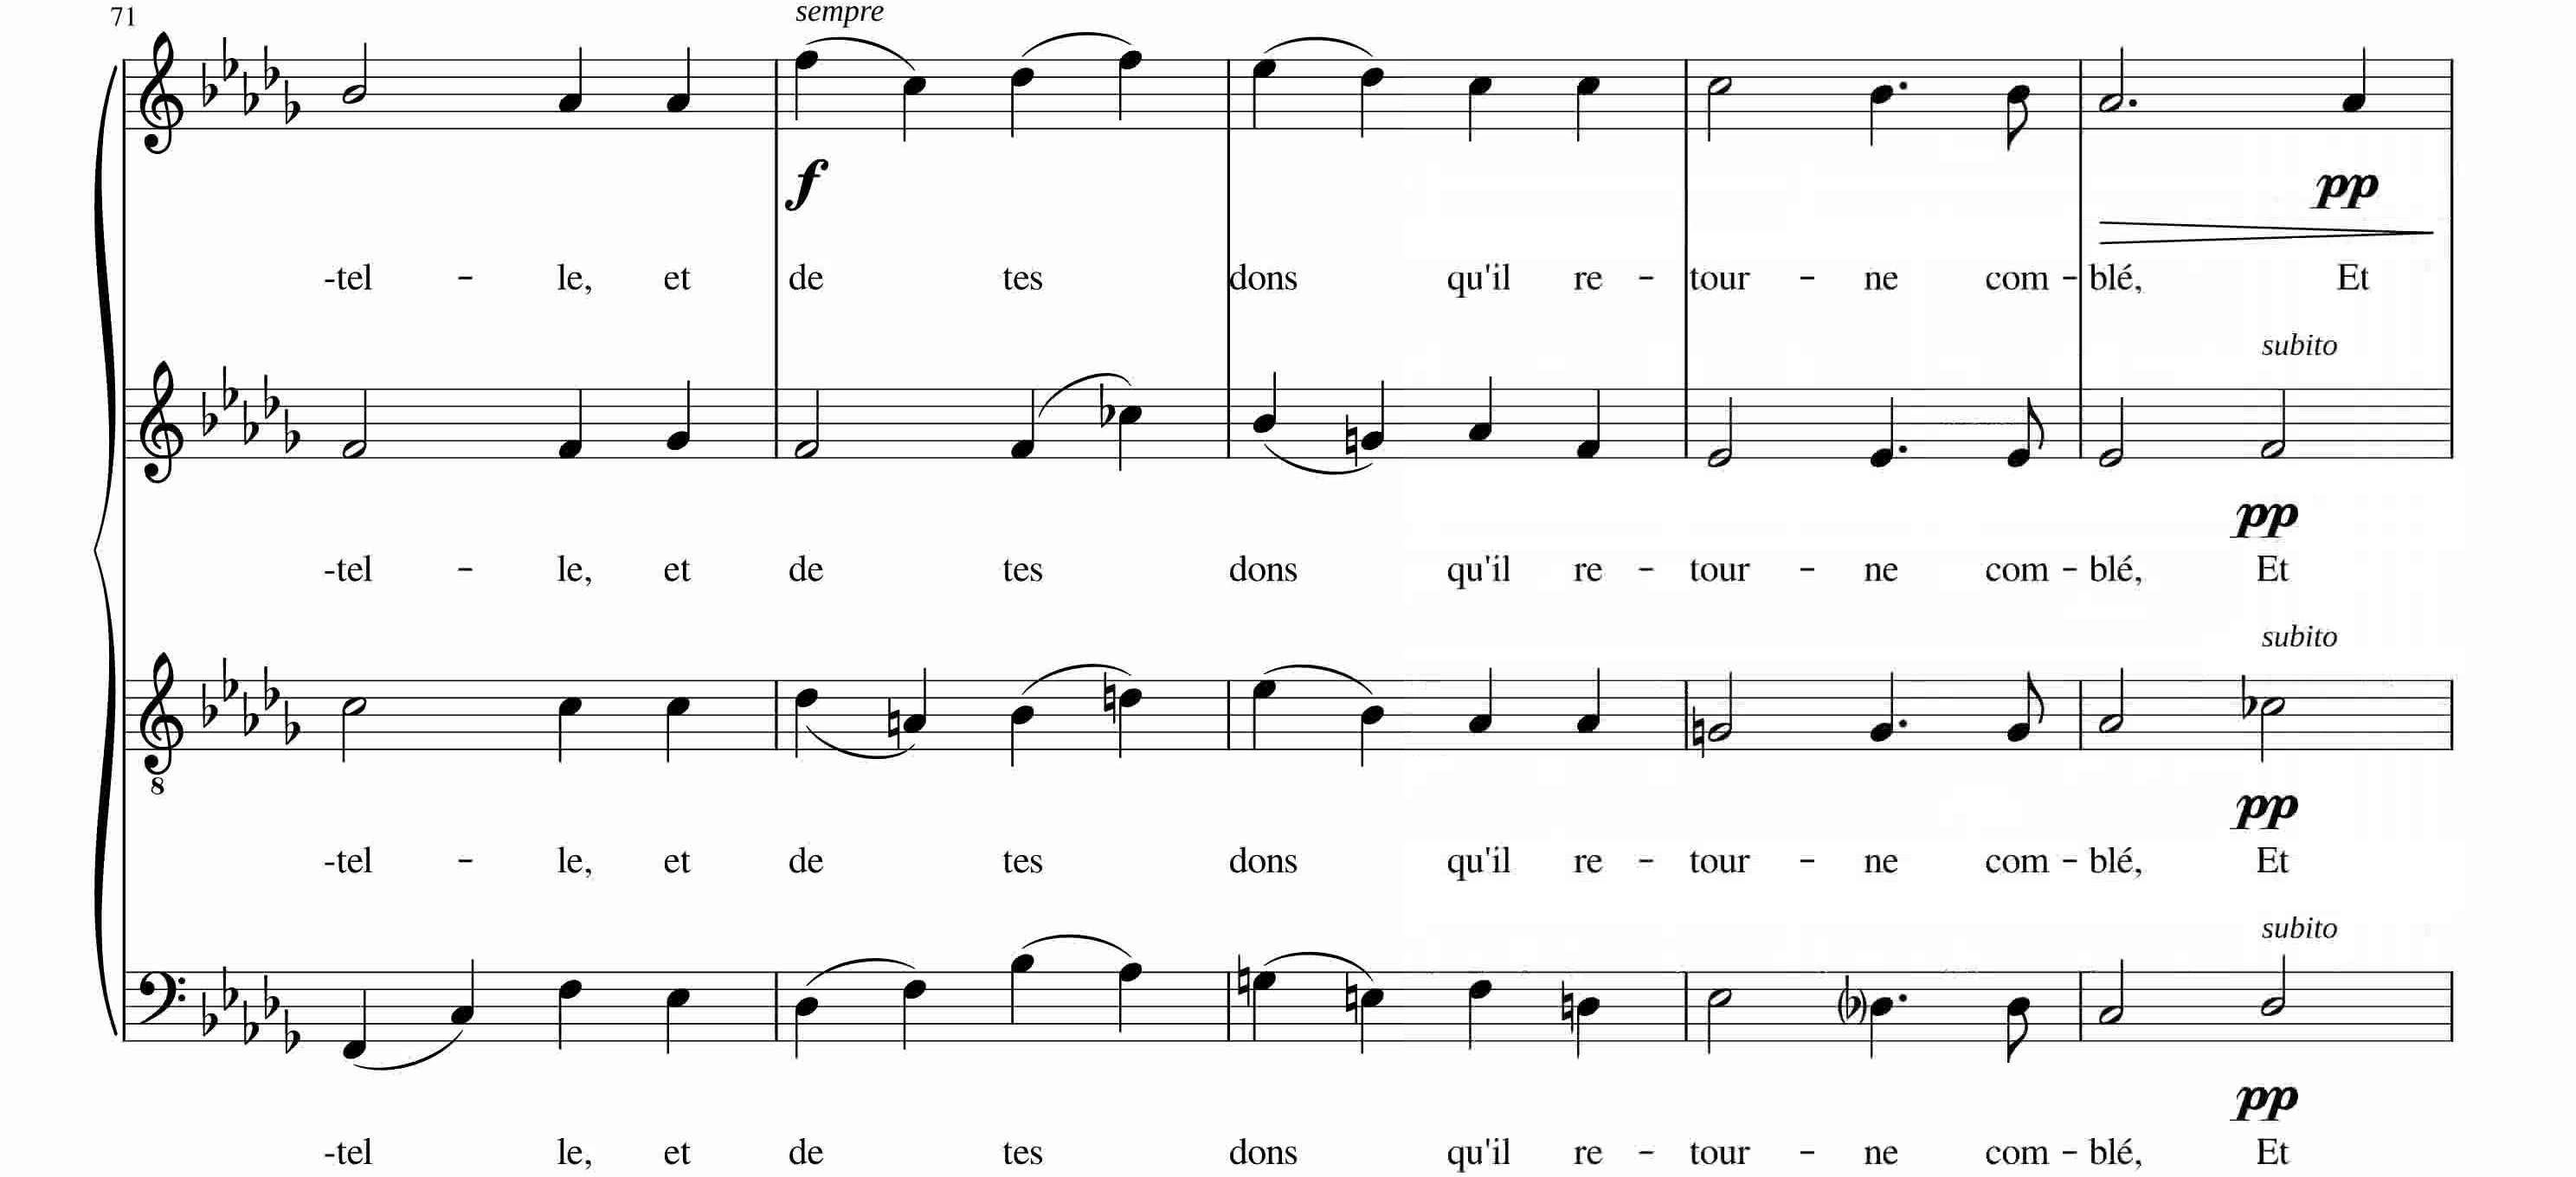 71
sempre
f
pp
-tel - le, et de tes dons qu'il re - tour - ne com - blé, Et
subito
pp
-tel - le, et de tes dons qu'il re - tour - ne com - blé, Et
subito
8
pp
-tel - le, et de tes dons qu'il re - tour - ne com - blé, Et
subito
pp
-tel le, et de tes dons qu'il re - tour - ne com - blé, Et